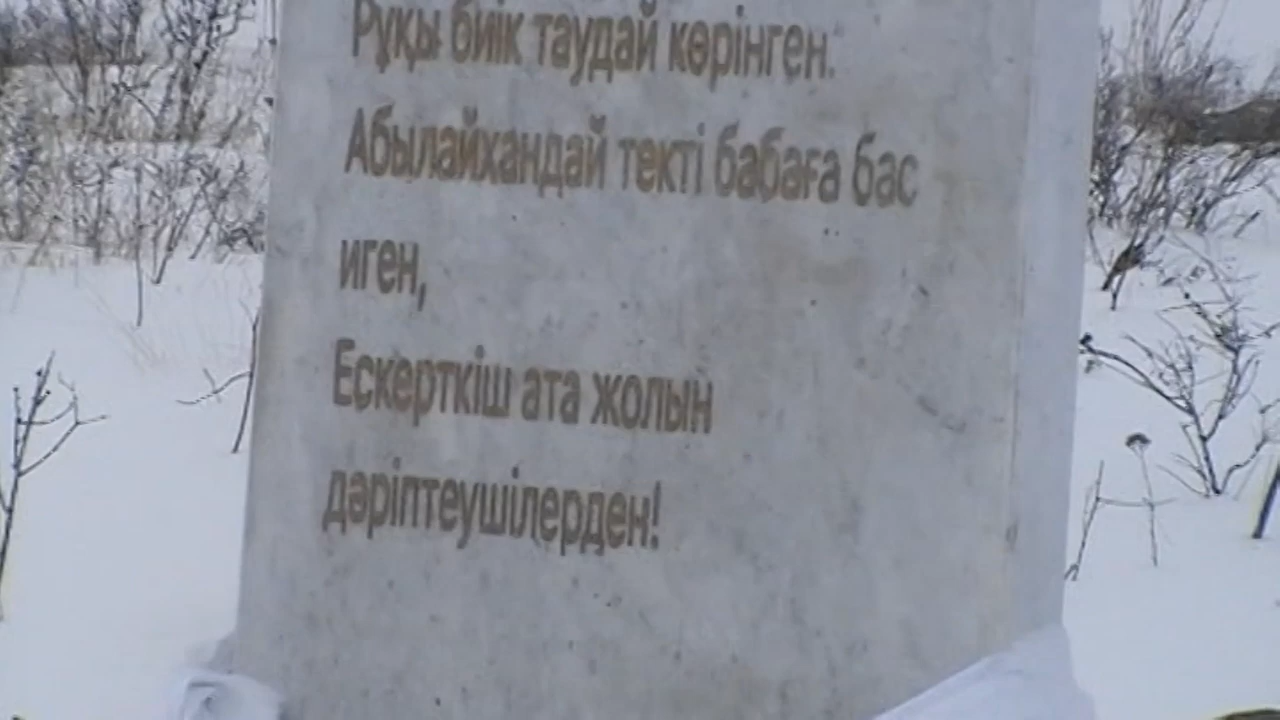 Рұқы биік таудай көрінген.
Абылайхандай текті бабаға бас
иген,
Ескерткіш ата жолын
дәріптеушілерден!